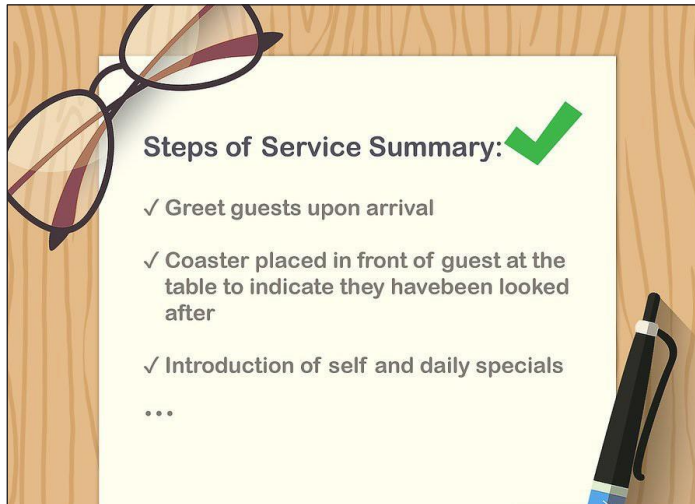 Steps of Service Summary:
✓ Greet guests upon arrival
✓ Coaster placed in front of guest at the
table to indicate they havebeen looked
after
✓ Introduction of self and daily specials
...